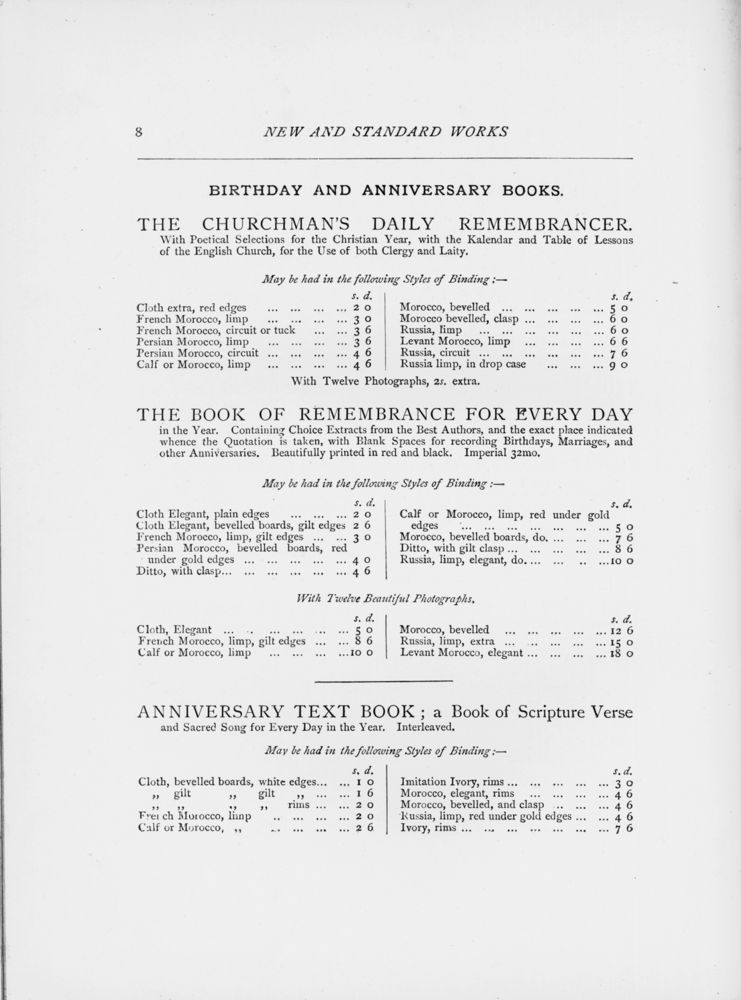 8 NEW AND STANDARD WORKS
BIRTHDAY AND ANNIVERSARY BOOKS.
THE CHURCHMAN'S DAILY REMEMBRANCER.
With Poetical Selections for the Christian Year, with the Kalendar and Table of Lessons
of the English Church, for the Use of both Clergy and Laity.
May be had in the following Styles of Binding:—
s. d.
Cloth extra, red edges ... ... ... ... 2 0
French Morocco, limp ... ... ... ... 3 0
French Morocco, circuit or tuck ... ... 3 6
Persian Morocco, limp ... ... ... ... 3 6
Persian Morocco, circuit ... ... ... ... 4 6
Calf or Morocco, limp ... ... ... ... 4 6
s. d.
Morocco, bevelled ... ... ... ... ... 5 0
Morocco bevelled, clasp ... ... ... ... 6 0
Russia, limp ... ... ... ... ... ... 6 0
Levant Morocco, limp ... ... ... ... 6 6
Russia, circuit ... ... ... ... ... ... 7 6
Russia limp, in drop case ... ... ... 9 0
With Twelve Photographs, 2s. extra.
THE BOOK OF REMEMBRANCE FOR EVERY DAY
in the Year. Containing Choice Extracts from the Best Authors, and the exact place indicated
whence the Quotation is taken, with Blank Spaces for recording Birthdays, Marriages, and
other Anniversaries. Beautifully printed in red and black. Imperial 32mo.
May be had in the following Styles of Binding:—
s. d.
Cloth Elegant, plain edges ... ... ... 2 0
Cloth Elegant, bevelled boards, gilt edges 2 6
French Morocco, limp, gilt edges ... ... 3 0
Persian Morocco, bevelled boards, red
under gold edges ... ... ... ... ... 4 0
Ditto, with clasp... ... ... ... ... ... 4 6
s. d.
Calf or Morocco, limp, red under gold
edges ... ... ... ... ... ... ... 5 0
Morocco, bevelled boards, do. ... ... ... 7 6
Ditto, with gilt clasp ... ... ... ... ... 8 6
Russia, limp, elegant, do. ... ... ... ...10 0
With Twelve Beautiful Photographs.
s. d.
Cloth, Elegant ... ... ... ... ... ... 5 0
French Morocco, limp, gilt edges ... ... 8 6
Calf or Morocco, limp ... ... ... ...10 0
s. d.
Morocco, bevelled ... ... ... ... ... 12 6
Russia, limp, extra ... ... ... ... ... 15 0
Levant Morocco, elegant ... ... ... ... 18 0
ANNIVERSARY TEXT BOOK; a Book of Scripture Verse
and Sacred Song for Every Day in the Year. Interleaved.
May be had in the following Styles of Binding:—
s. d.
Cloth, bevelled boards, white edges... ... 1 0
„ gilt „ gilt „ ... ... 1 6
„ „ „ „ rims ... ... 2 0
French Morocco, limp ... ... ... ... 2 0
Calf or Morocco, „ ... ... ... ... 2 6
s. d.
Imitation Ivory, rims ... ... ... ... ... 3 0
Morocco, elegant, rims ... ... ... ... 4 6
Morocco, bevelled, and clasp ... ... ... 4 6
Russia, limp, red under gold edges ... ... 4 6
Ivory, rims ... ... ... ... ... ... ... 7 6